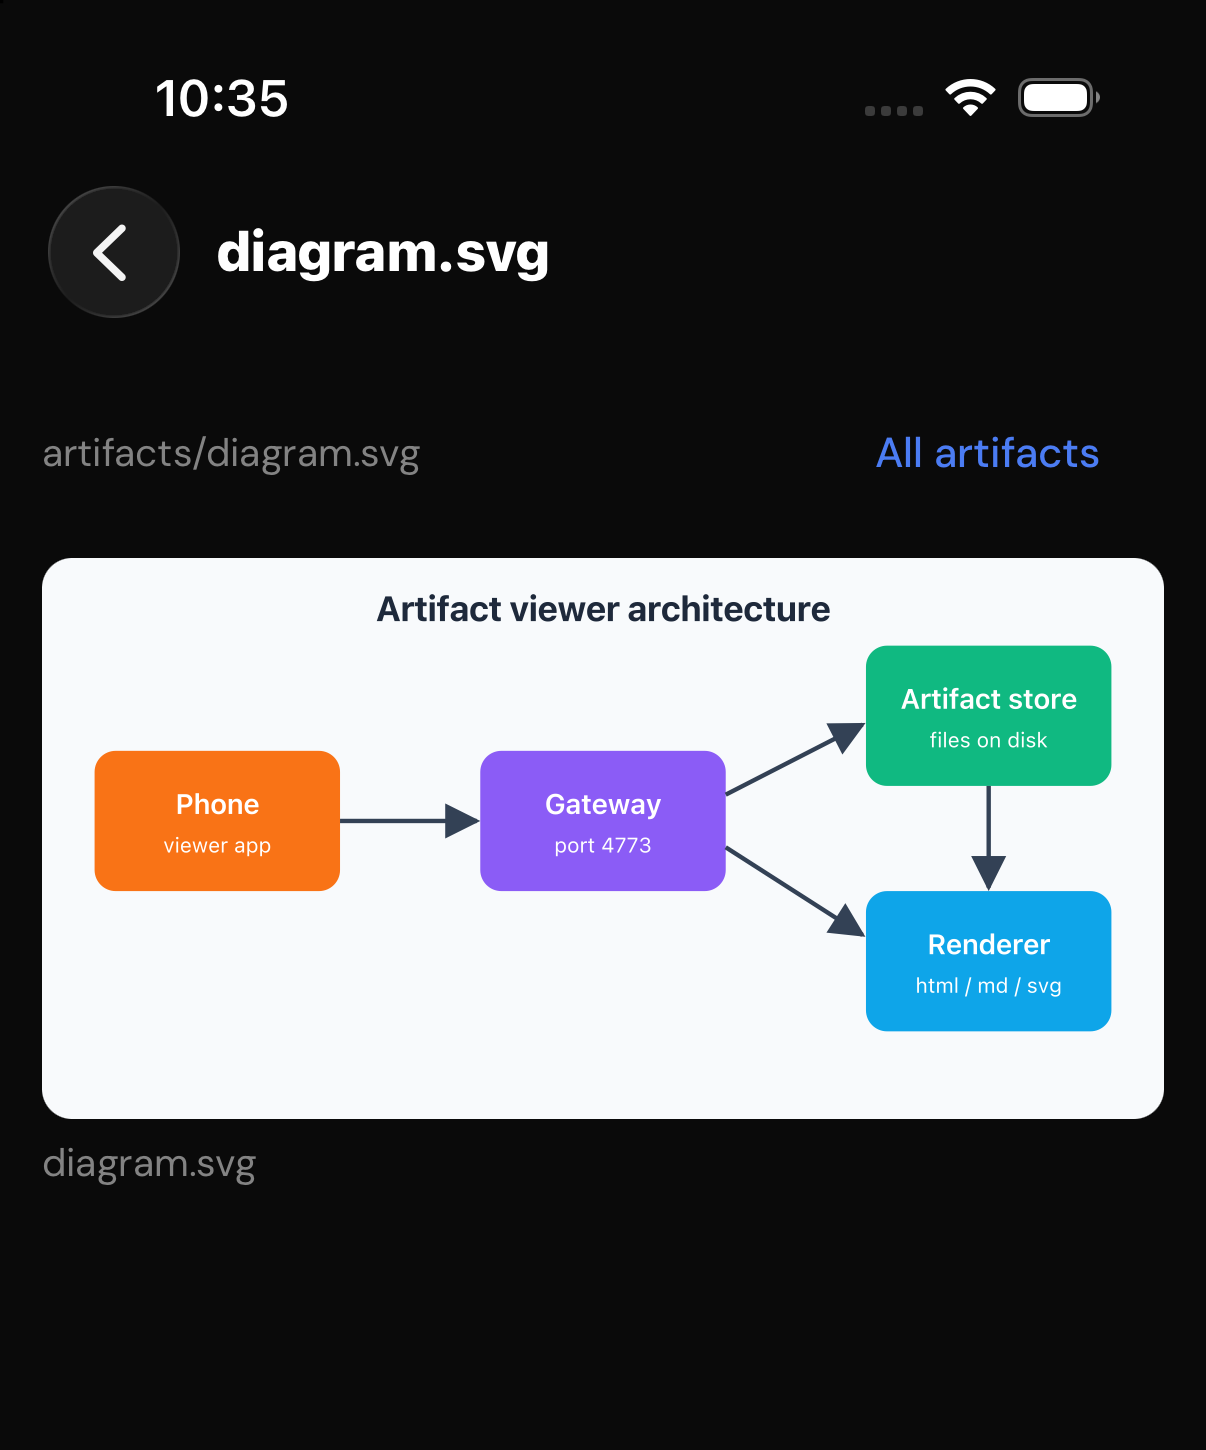 10:35
diagram.svg
artifacts/diagram.svg
All artifacts
Artifact viewer architecture
Artifact store
files on disk
Phone
viewer app
Gateway
port 4773
Renderer
html / md / svg
diagram.svg